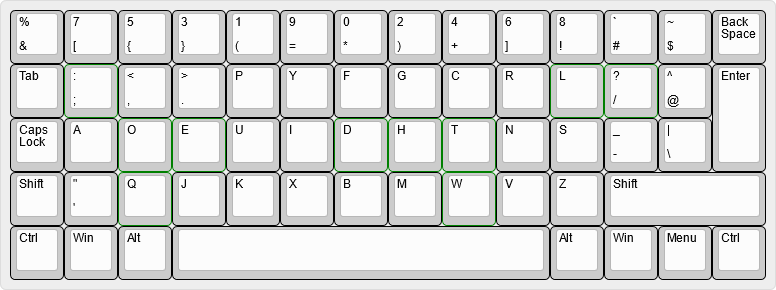 % 7 5 3 1 9 0 2 4 6 8 ` ~ Back
Space
& [ { } ( = * ) + ] ! # $
Tab : < > P Y F G C R L ? ^ Enter
; , . / @
Caps
Lock A O E U I D H T N S _ |
- \
Shift " Q J K X B M W V Z Shift
'
Ctrl Win Alt Alt Win Menu Ctrl